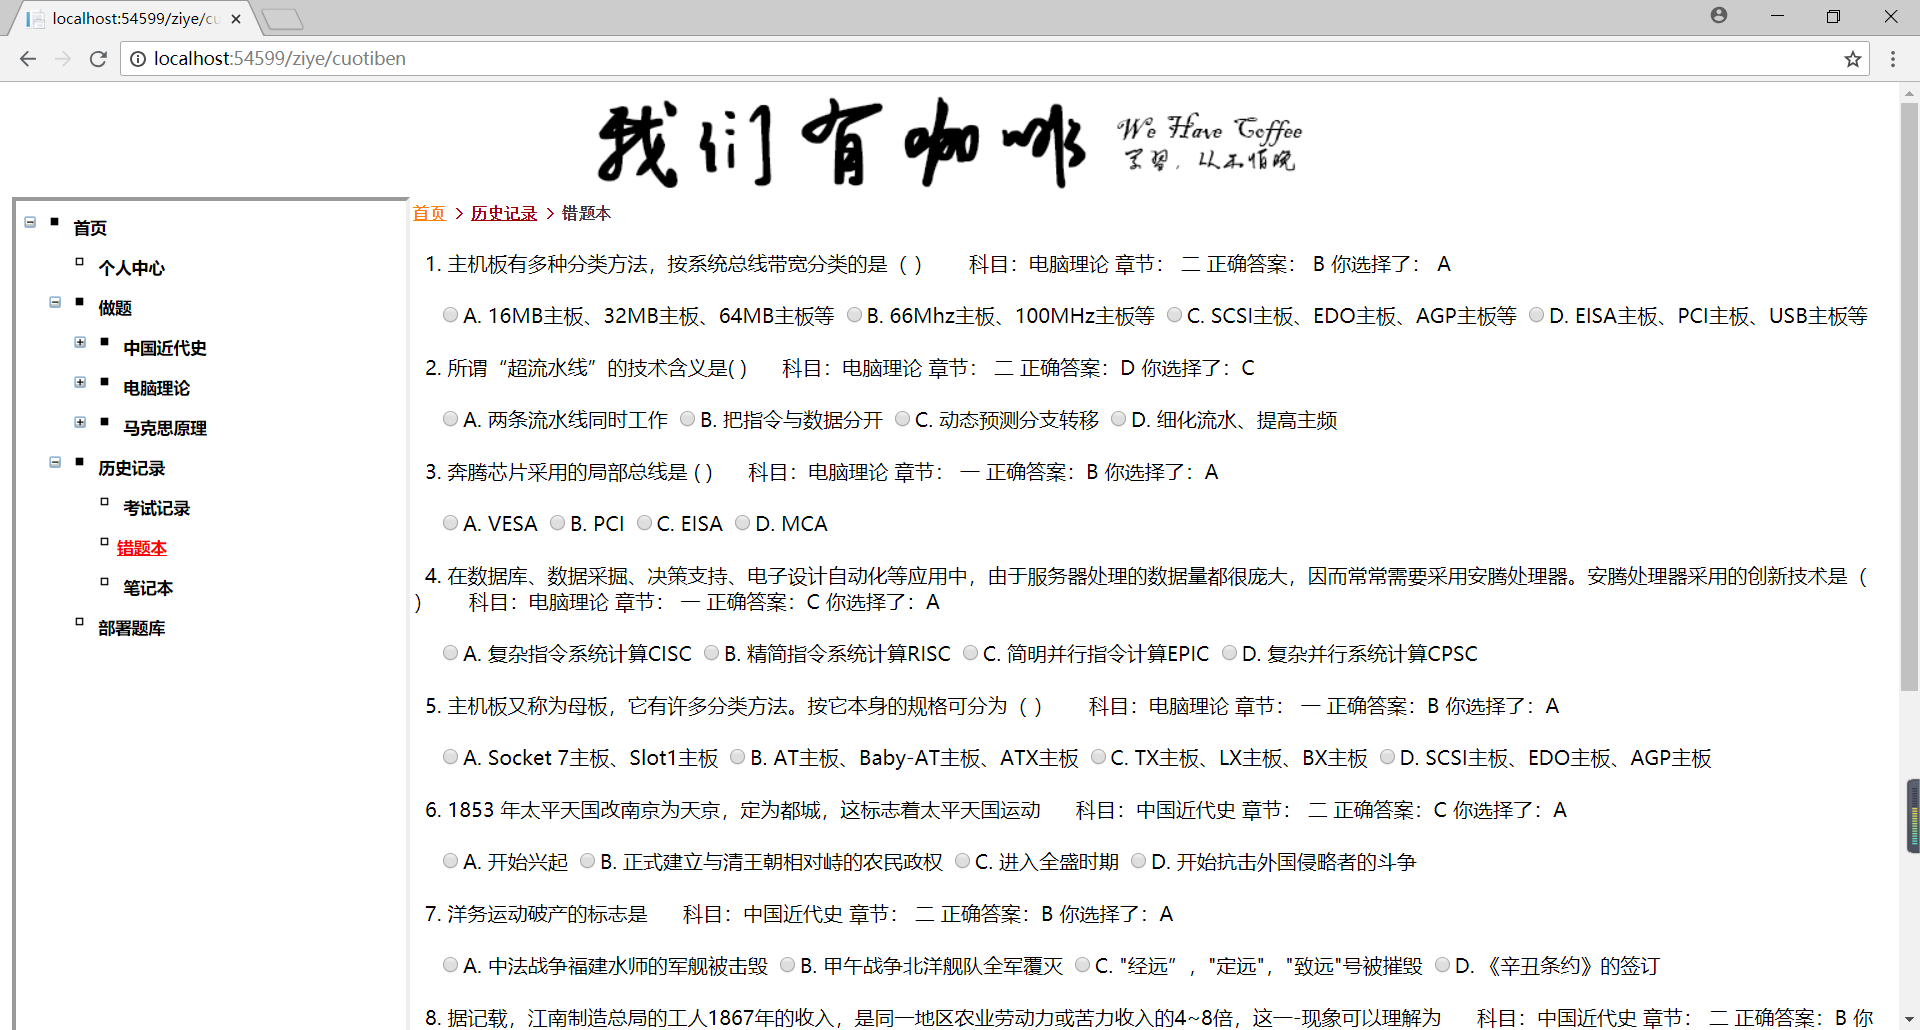 localhost:54599/ziye/cu
localhost:54599/ziye/cuotiben
我们有咖啡
We Have Coffee
学习，从不怕晚
首页
个人中心
做题
中国近代史
电脑理论
马克思原理
历史记录
考试记录
错题本
笔记本
部署题库
首页 > 历史记录 > 错题本
1. 主机板有多种分类方法，按系统总线带宽分类的是（ ） 科目：电脑理论 章节： 二 正确答案： B 你选择了： A
A. 16MB主板、32MB主板、64MB主板等 B. 66Mhz主板、100MHz主板等 C. SCSI主板、EDO主板、AGP主板等 D. EISA主板、PCI主板、USB主板等
2. 所谓“超流水线”的技术含义是( ) 科目：电脑理论 章节： 二 正确答案：D 你选择了：C
A. 两条流水线同时工作 B. 把指令与数据分开 C. 动态预测分支转移 D. 细化流水、提高主频
3. 奔腾芯片采用的局部总线是 ( ) 科目：电脑理论 章节： 一 正确答案：B 你选择了：A
A. VESA B. PCI C. EISA D. MCA
4. 在数据库、数据采掘、决策支持、电子设计自动化等应用中，由于服务器处理的数据量都很庞大，因而常常需要采用安腾处理器。安腾处理器采用的创新技术是（
） 科目：电脑理论 章节： 一 正确答案：C 你选择了：A
A. 复杂指令系统计算CISC B. 精简指令系统计算RISC C. 简明并行指令计算EPIC D. 复杂并行系统计算CPSC
5. 主机板又称为母板，它有许多分类方法。按它本身的规格可分为（ ） 科目：电脑理论 章节： 一 正确答案：B 你选择了：A
A. Socket 7主板、Slot1主板 B. AT主板、Baby-AT主板、ATX主板 C. TX主板、LX主板、BX主板 D. SCSI主板、EDO主板、AGP主板
6. 1853 年太平天国改南京为天京，定为都城，这标志着太平天国运动 科目：中国近代史 章节： 二 正确答案：C 你选择了：A
A. 开始兴起 B. 正式建立与清王朝相对峙的农民政权 C. 进入全盛时期 D. 开始抗击外国侵略者的斗争
7. 洋务运动破产的标志是 科目：中国近代史 章节： 二 正确答案：B 你选择了：A
A. 中法战争福建水师的军舰被击毁 B. 甲午战争北洋舰队全军覆灭 C. "经远”，"定远"，"致远"号被摧毁 D. 《辛丑条约》的签订
8. 据记载，江南制造总局的工人1867年的收入，是同一地区农业劳动力或苦力收入的4~8倍，这一-现象可以理解为 科目：中国近代史 章节： 二 正确答案：B 你